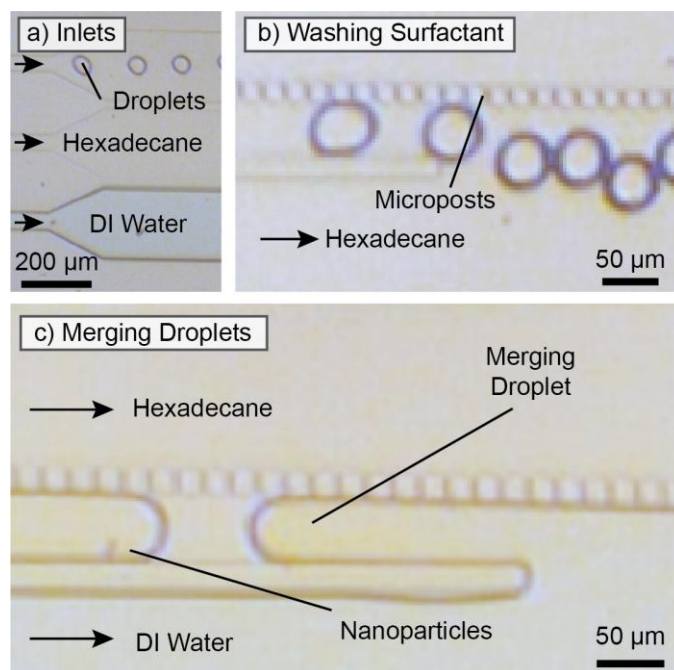 a) Inlets
Droplets
Hexadecane
DI Water
200 µm
b) Washing Surfactant
Microposts
Hexadecane
50 µm
c) Merging Droplets
Merging
Droplet
Hexadecane
Nanoparticles
DI Water
50 µm